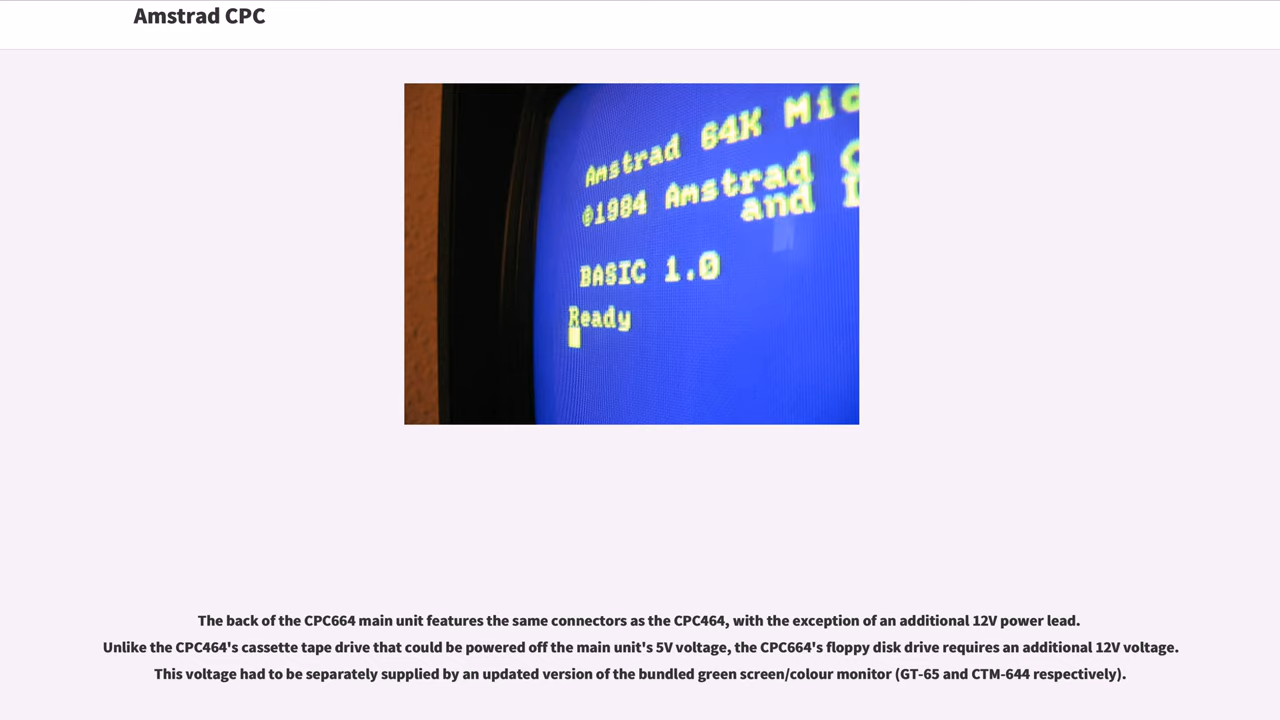 Amstrad CPC
Amstrad 64K
©1984 Amstrad
and
BASIC 1.0
Ready
The back of the CPC664 main unit features the same connectors as the CPC464, with the exception of an additional 12V power lead.
Unlike the CPC464's cassette tape drive that could be powered off the main unit's 5V voltage, the CPC664's floppy disk drive requires an additional 12V voltage.
This voltage had to be separately supplied by an updated version of the bundled green screen/colour monitor (GT-65 and CTM-644 respectively).